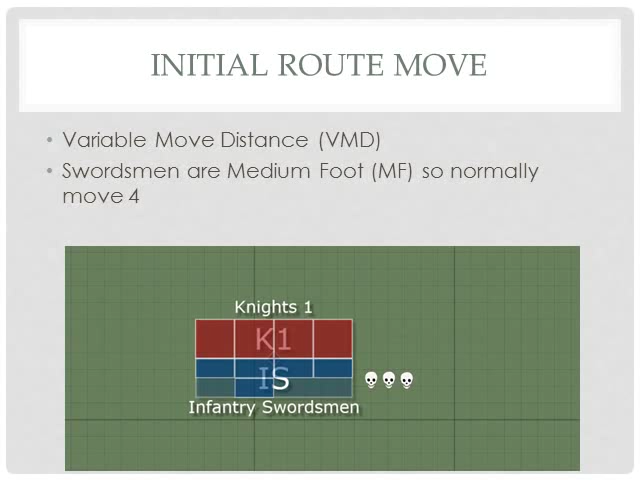 INITIAL ROUTE MOVE
• Variable Move Distance (VMD)
• Swordsmen are Medium Foot (MF) so normally
move 4
Knights 1
K1
IS
Infantry Swordsmen